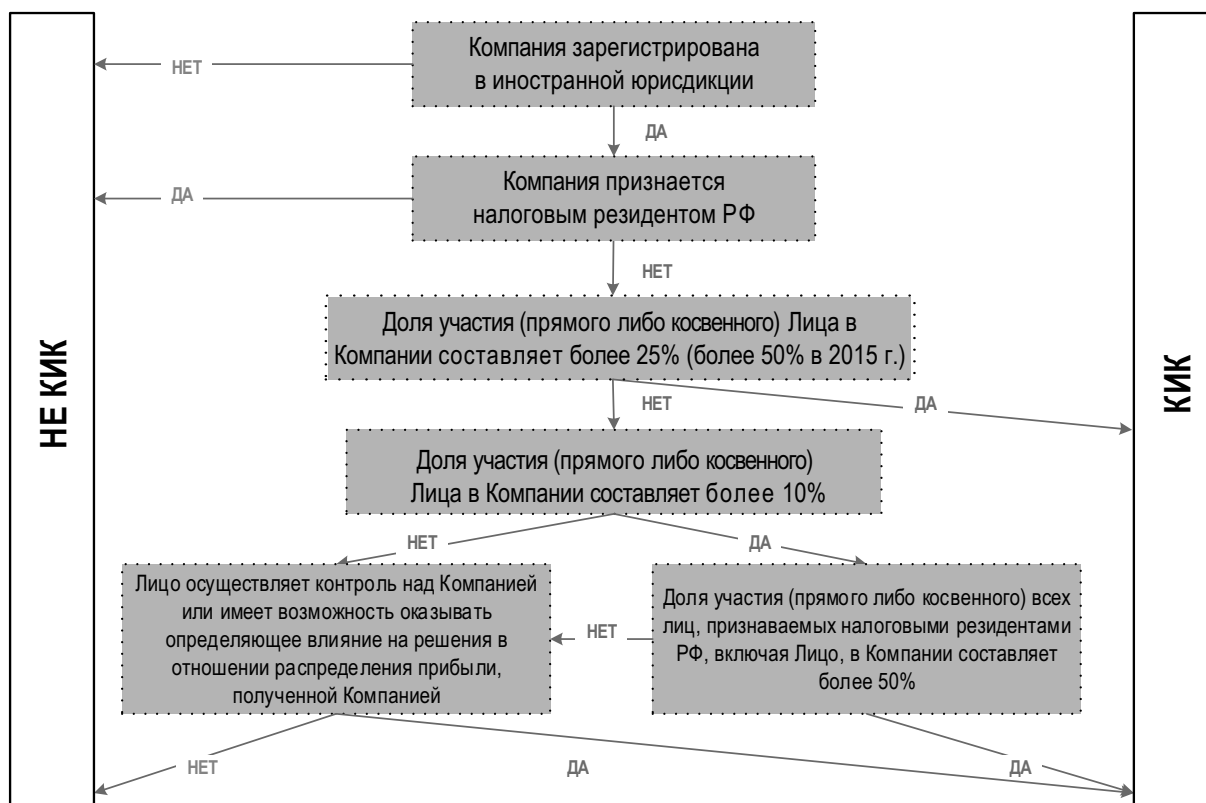 Компания зарегистрирована
в иностранной юрисдикции
НЕТ
ДА
Компания признается
налоговым резидентом РФ
ДА
НЕТ
Доля участия (прямого либо косвенного) Лица в
Компании составляет более 25% (более 50% в 2015 г.)
НЕ КИК
КИК
НЕТ
ДА
Доля участия (прямого либо косвенного)
Лица в Компании составляет более 10%
НЕТ
ДА
Лицо осуществляет контроль над Компанией
или имеет возможность оказывать
определяющее влияние на решения в
отношении распределения прибыли,
полученной Компанией
НЕТ
Доля участия (прямого либо косвенного) всех
лиц, признаваемых налоговыми резидентами
РФ, включая Лицо, в Компании составляет
более 50%
НЕТ
ДА
ДА